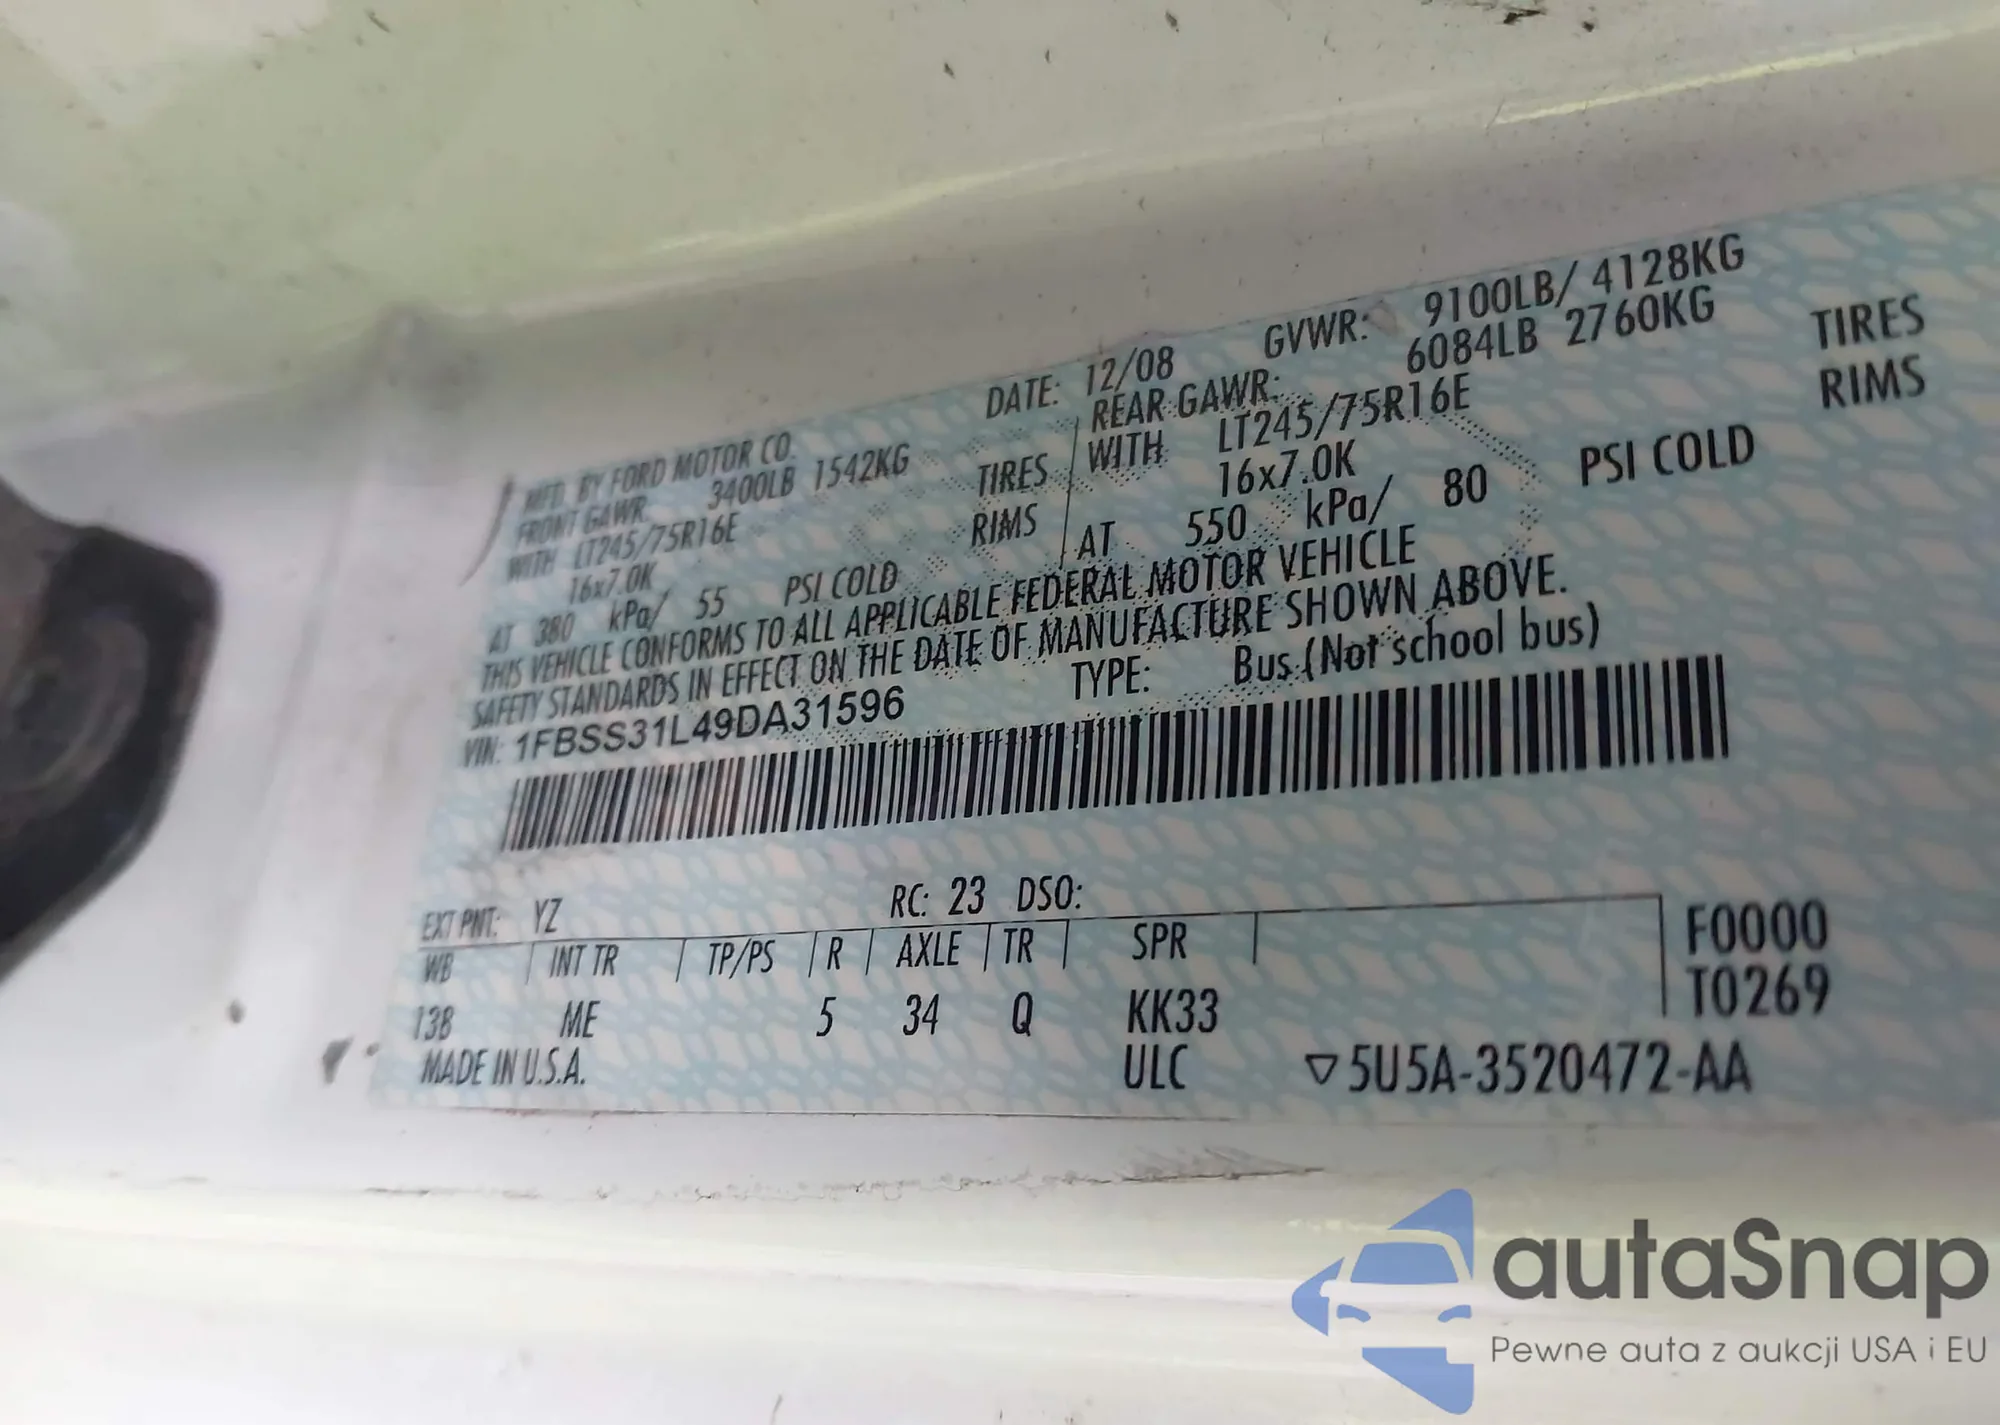 MFD. BY FORD MOTOR CO. DATE: 12/08 GVWR: 9100LB/ 4128KG
FRONT GAWR: 3400LB 1542KG REAR GAWR: 6084LB 2760KG
WITH LT245/75R16E TIRES WITH LT245/75R16E TIRES
16x7.0K RIMS 16x7.0K RIMS
AT 380 kPa/ 55 PSI COLD AT 550 kPa/ 80 PSI COLD
THIS VEHICLE CONFORMS TO ALL APPLICABLE FEDERAL MOTOR VEHICLE
SAFETY STANDARDS IN EFFECT ON THE DATE OF MANUFACTURE SHOWN ABOVE.
VIN: 1FBSS31L49DA31596 TYPE: Bus (Not school bus)
EXT PNT: YZ RC: 23 DSO:
WB INT TR TP/PS R AXLE TR SPR F0000
T0269
138 ME 5 34 Q KK33
MADE IN U.S.A. ULC ▽5U5A-3520472-AA
autaSnap
Pewne auta z aukcji USA i EU